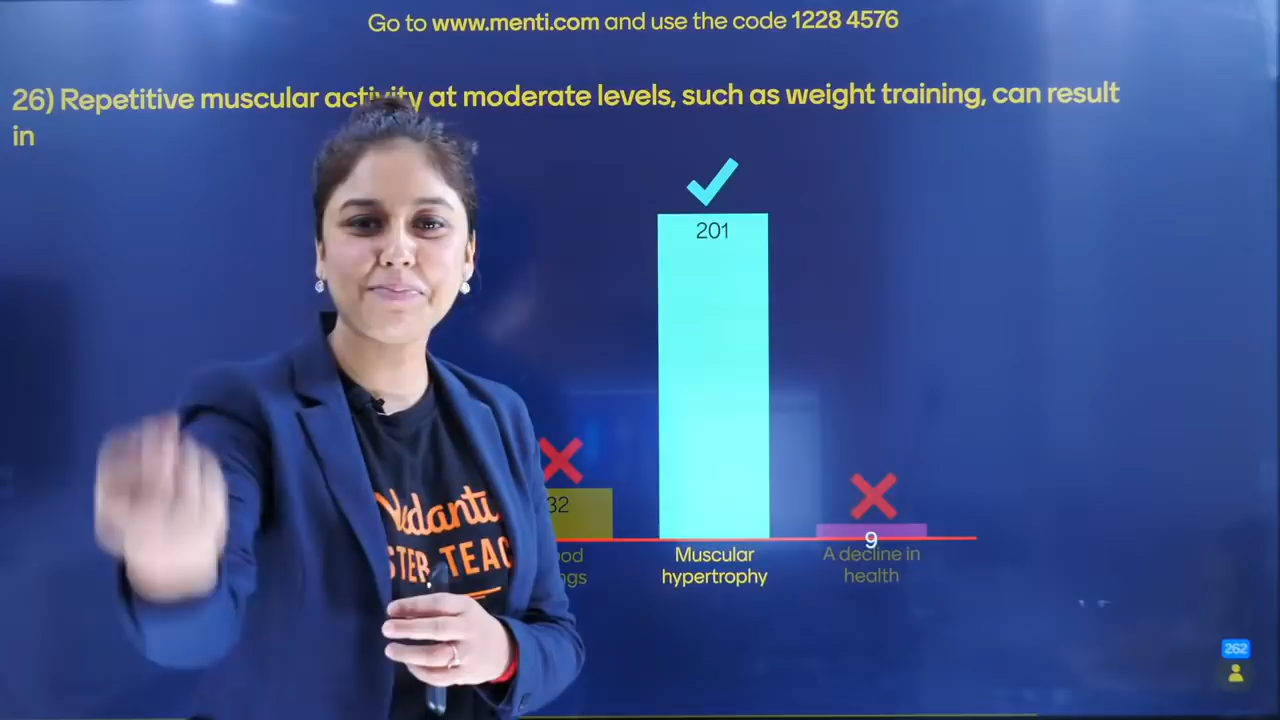 Go to www.menti.com and use the code 1228 4576
26) Repetitive muscular activity at moderate levels, such as weight training, can result
in
201
32
9
Muscular
hypertrophy
A decline in
health
TEAC
262